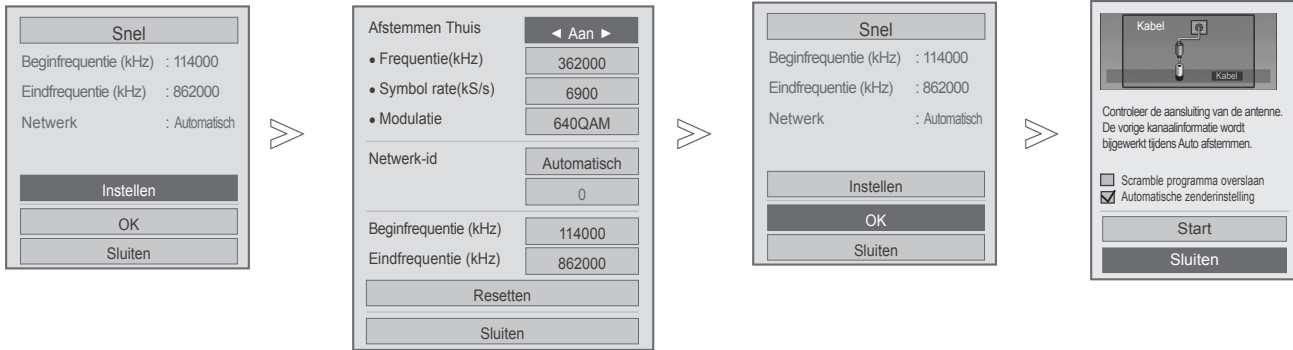 Snel
Beginfrequentie (kHz) : 114000
Eindfrequentie (kHz) : 862000
Netwerk : Automatisch
Instellen
OK
Sluiten
Afstemmen Thuis ◄ Aan ►
• Frequentie(kHz) 362000
• Symbol rate(kS/s) 6900
• Modulatie 640QAM
Netwerk-id Automatisch
0
Beginfrequentie (kHz) 114000
Eindfrequentie (kHz) 862000
Resetten
Sluiten
Snel
Beginfrequentie (kHz) : 114000
Eindfrequentie (kHz) : 862000
Netwerk : Automatisch
Instellen
OK
Sluiten
Kabel
Kabel
Controleer de aansluiting van de antenne.
De vorige kanaalinformatie wordt
bijgewerkt tijdens Auto afstemmen.
Scramble programma overslaan
Automatische zenderinstelling
Start
Sluiten